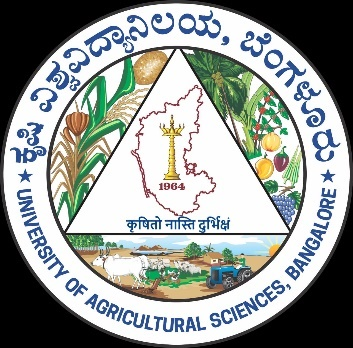 ಕೃಷಿ ವಿಶ್ವವಿದ್ಯಾನಿಲಯ, ಬೆಂಗಳೂರು
1964
कृषितो नास्ति दुर्भिक्षं
★ UNIVERSITY OF AGRICULTURAL SCIENCES, BANGALORE ★